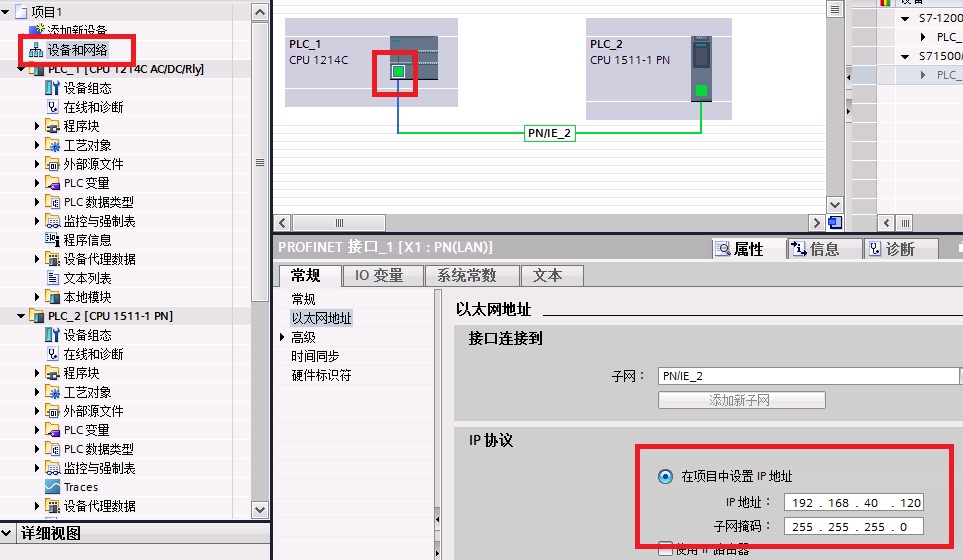 项目1
添加新设备
设备和网络
PLC_1 [CPU 1214C AC/DC/Rly]
设备组态
在线和诊断
程序块
工艺对象
外部源文件
PLC 变量
PLC 数据类型
监控与强制表
程序信息
设备代理数据
文本列表
本地模块
PLC_2 [CPU 1511-1 PN]
设备组态
在线和诊断
程序块
工艺对象
外部源文件
PLC 变量
PLC 数据类型
监控与强制表
Traces
设备代理数据
详细视图
PLC_1
CPU 1214C
PLC_2
CPU 1511-1 PN
PN/IE_2
S7-1200
PLC_
S71500/
PLC_
PROFINET 接口_1 [X1 : PN(LAN)]
属性
信息
诊断
常规
IO 变量
系统常数
文本
常规
以太网地址
高级
时间同步
硬件标识符
以太网地址
接口连接到
子网：
PN/IE_2
添加新子网
IP 协议
在项目中设置 IP 地址
IP 地址：
192 . 168 . 40 . 120
子网掩码：
255 . 255 . 255 . 0
使用 IP 路由器